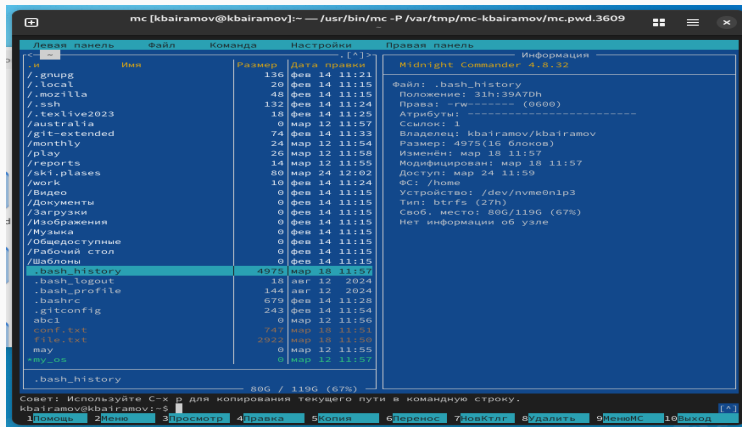 mc [kbairamov@kbairamov]:~ — /usr/bin/mc -P /var/tmp/mc-kbairamov/mc.pwd.3609
Левая панель Файл Команда Настройки Правая панель
<— ~ .[^]>
.и Имя Размер Дата правки
/.gnupg 136 фев 14 11:21
/.local 20 фев 14 11:15
/.mozilla 48 фев 14 11:15
/.ssh 132 фев 14 11:24
/.texlive2023 18 фев 14 11:25
/australia 0 мар 12 11:57
/git-extended 74 фев 14 11:33
/monthly 24 мар 12 11:54
/play 26 мар 12 11:58
/reports 14 мар 12 11:55
/ski.plases 80 мар 24 12:02
/work 10 фев 14 11:24
/Видео 0 фев 14 11:15
/Документы 0 фев 14 11:15
/Загрузки 0 фев 14 11:15
/Изображения 0 фев 14 11:15
/Музыка 0 фев 14 11:15
/Общедоступные 0 фев 14 11:15
/Рабочий стол 0 фев 14 11:15
/Шаблоны 0 фев 14 11:15
.bash_history 4975 мар 18 11:57
.bash_logout 18 авг 12 2024
.bash_profile 144 авг 12 2024
.bashrc 679 фев 14 11:28
.gitconfig 243 фев 14 11:54
abc1 0 мар 12 11:56
conf.txt 747 мар 18 11:51
file.txt 2922 мар 18 11:50
may 0 мар 12 11:55
*my_os 0 мар 12 11:57
.bash_history
80G / 119G (67%)
Информация
Midnight Commander 4.8.32
Файл: .bash_history
Положение: 31h:39A7Dh
Права: -rw------- (0600)
Атрибуты: --------------------------
Ссылок: 1
Владелец: kbairamov/kbairamov
Размер: 4975(16 блоков)
Изменён: мар 18 11:57
Модифицирован: мар 18 11:57
Доступ: мар 24 11:59
ФС: /home
Устройство: /dev/nvme0n1p3
Тип: btrfs (27h)
Своб. место: 80G/119G (67%)
Нет информации об узле
Совет: Используйте C-x p для копирования текущего пути в командную строку.
kbairamov@kbairamov:~$ [^]
1Помощь 2Меню 3Просмотр 4Правка 5Копия 6Перенос 7НовКтлг 8Удалить 9МенюMC 10Выход